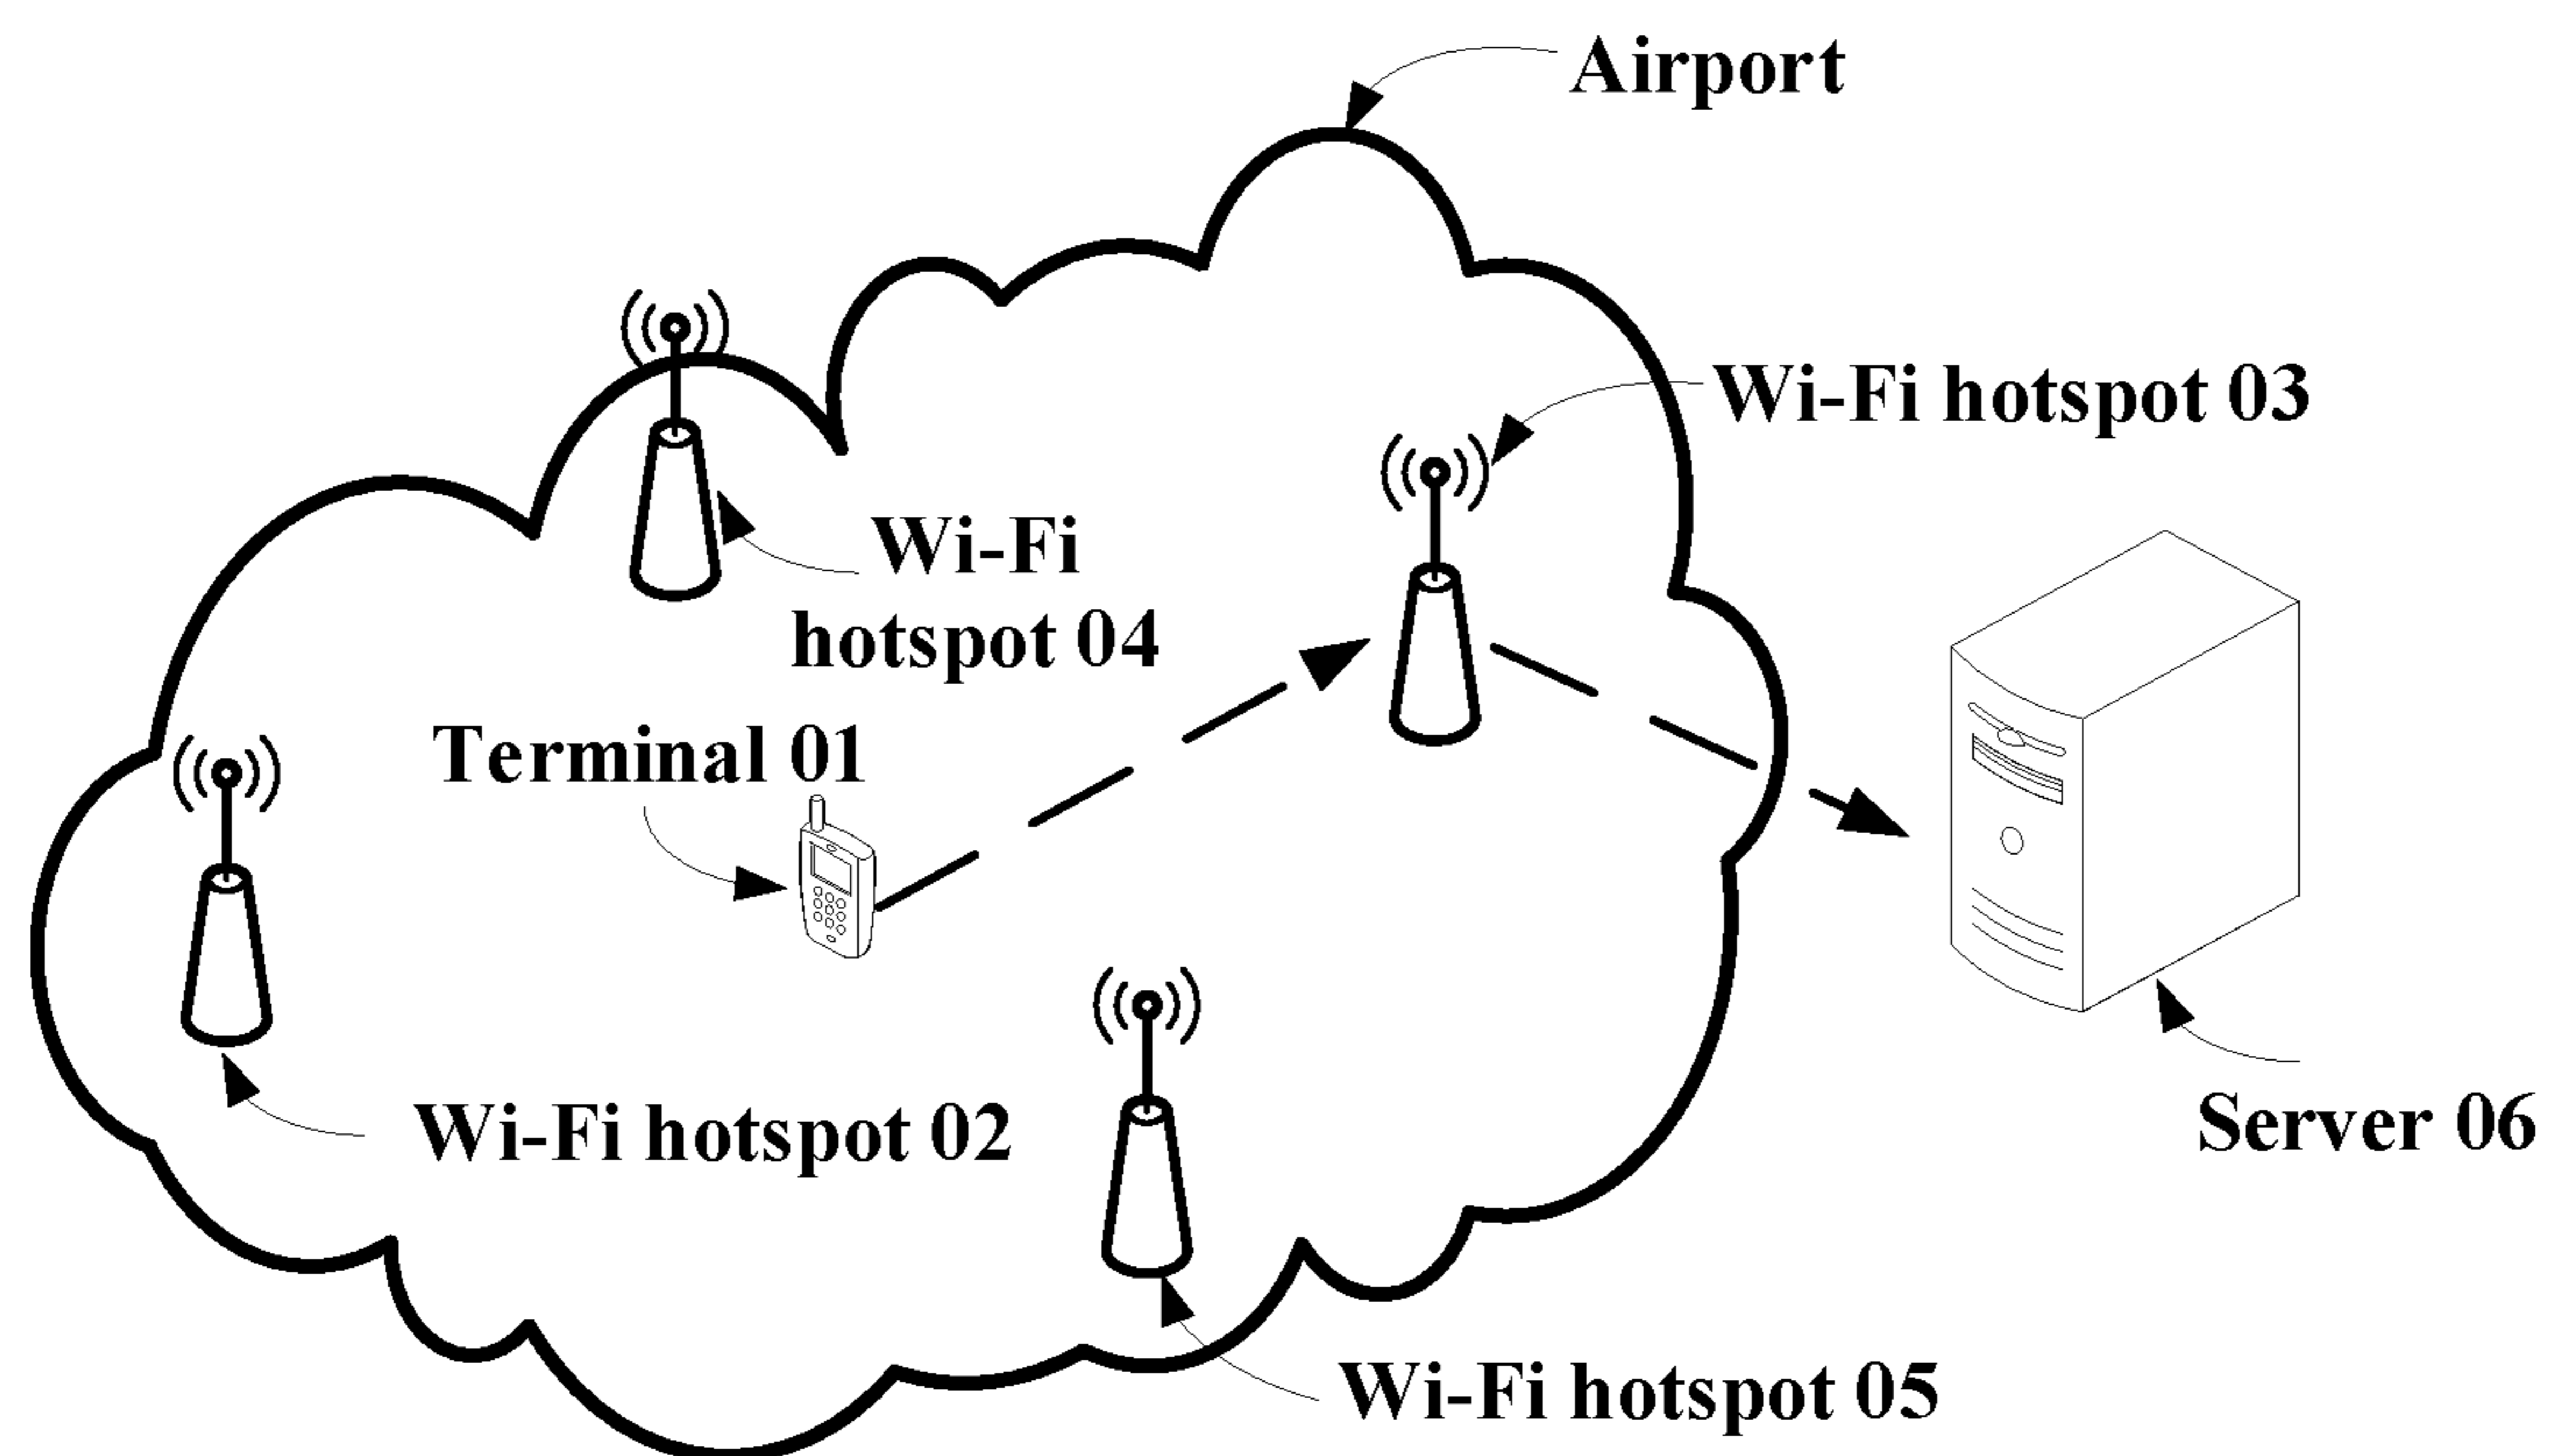 Airport
Wi-Fi hotspot 03
Wi-Fi
hotspot 04
Terminal 01
Wi-Fi hotspot 02
Server 06
Wi-Fi hotspot 05